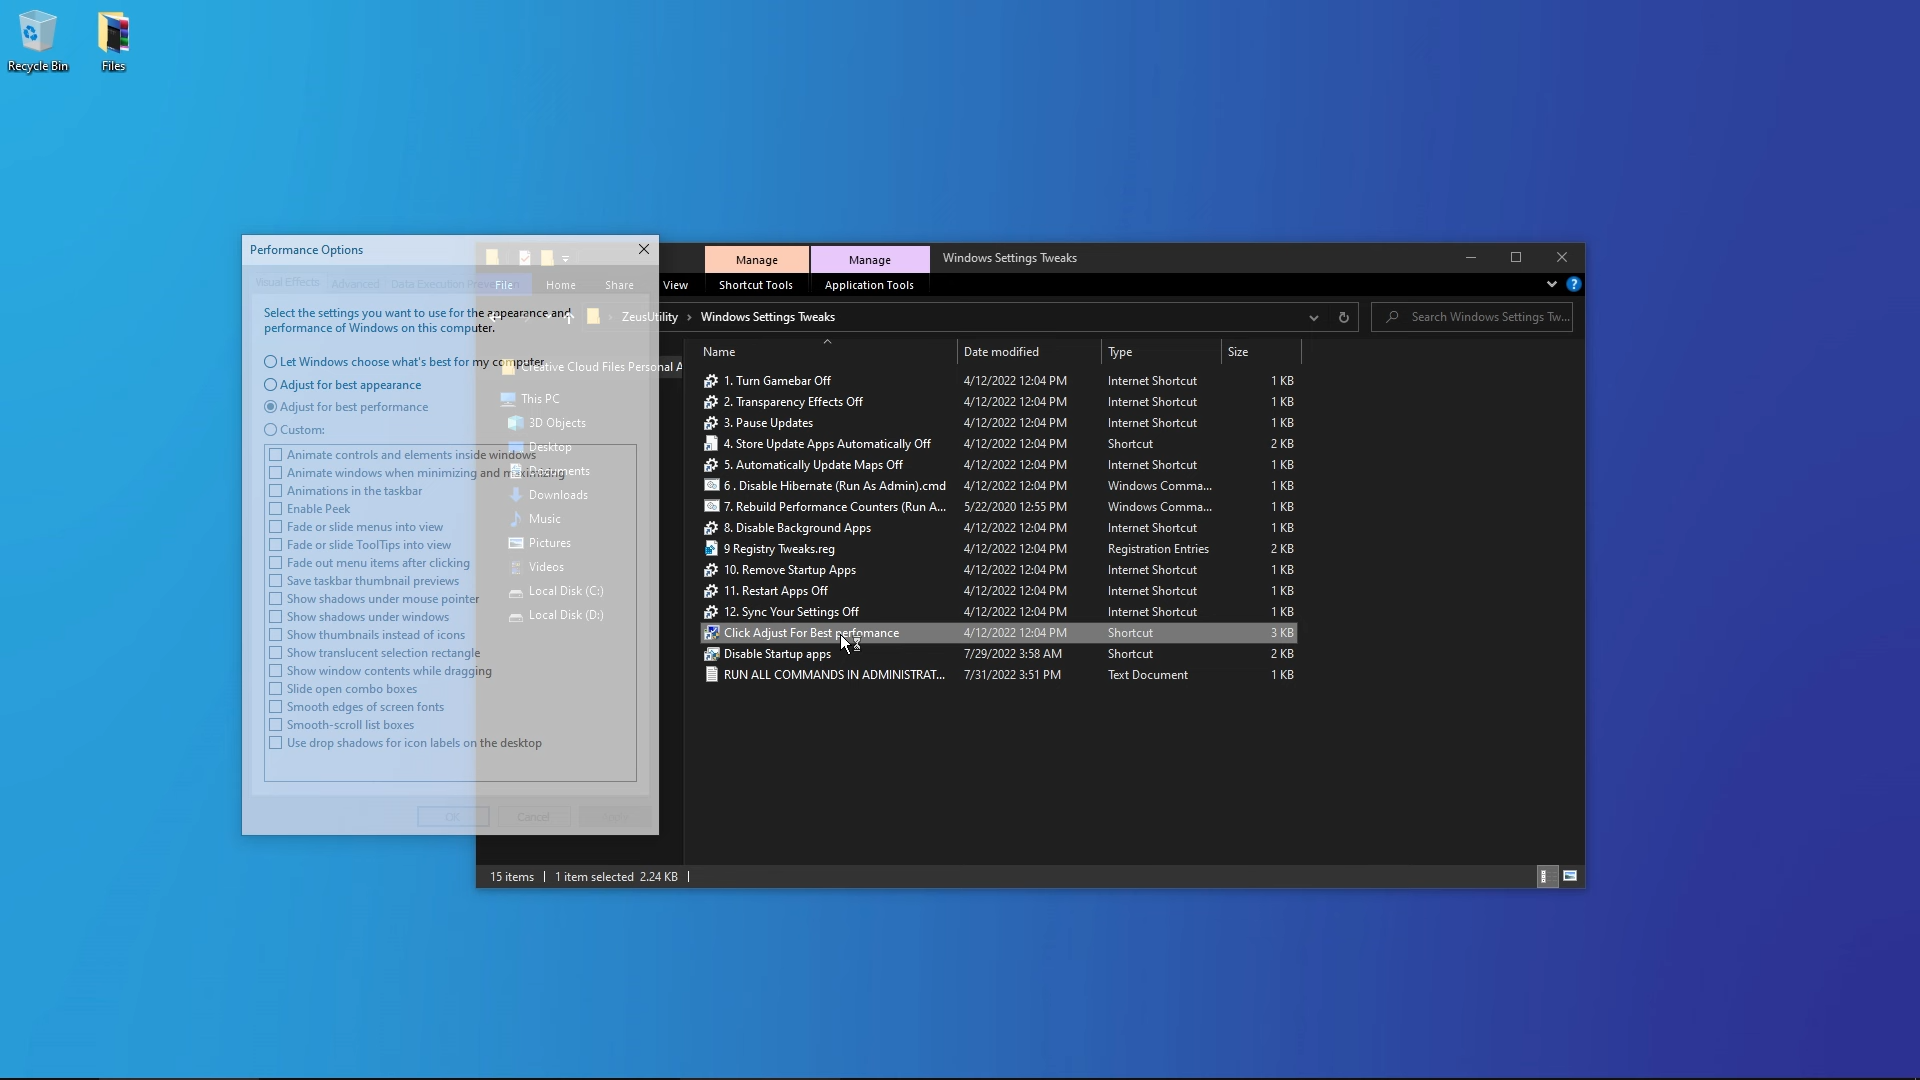 Recycle Bin
Files
Performance Options
Visual Effects
Advanced
Data Execution Prev
Select the settings you want to use for the appearance and
performance of Windows on this computer.
Let Windows choose what's best for my computer
Adjust for best appearance
Adjust for best performance
Custom:
Animate controls and elements inside windows
Animate windows when minimizing and maximizing
Animations in the taskbar
Enable Peek
Fade or slide menus into view
Fade or slide ToolTips into view
Fade out menu items after clicking
Save taskbar thumbnail previews
Show shadows under mouse pointer
Show shadows under windows
Show thumbnails instead of icons
Show translucent selection rectangle
Show window contents while dragging
Slide open combo boxes
Smooth edges of screen fonts
Smooth-scroll list boxes
Use drop shadows for icon labels on the desktop
OK
Cancel
Apply
Manage
Manage
Windows Settings Tweaks
File
Home
Share
View
Shortcut Tools
Application Tools
ZeusUtility > Windows Settings Tweaks
Search Windows Settings Tw...
Creative Cloud Files Personal A
This PC
3D Objects
Desktop
Documents
Downloads
Music
Pictures
Videos
Local Disk (C:)
Local Disk (D:)
Name Date modified Type Size
1. Turn Gamebar Off 4/12/2022 12:04 PM Internet Shortcut 1 KB
2. Transparency Effects Off 4/12/2022 12:04 PM Internet Shortcut 1 KB
3. Pause Updates 4/12/2022 12:04 PM Internet Shortcut 1 KB
4. Store Update Apps Automatically Off 4/12/2022 12:04 PM Shortcut 2 KB
5. Automatically Update Maps Off 4/12/2022 12:04 PM Internet Shortcut 1 KB
6 . Disable Hibernate (Run As Admin).cmd 4/12/2022 12:04 PM Windows Comma... 1 KB
7. Rebuild Performance Counters (Run A... 5/22/2020 12:55 PM Windows Comma... 1 KB
8. Disable Background Apps 4/12/2022 12:04 PM Internet Shortcut 1 KB
9 Registry Tweaks.reg 4/12/2022 12:04 PM Registration Entries 2 KB
10. Remove Startup Apps 4/12/2022 12:04 PM Internet Shortcut 1 KB
11. Restart Apps Off 4/12/2022 12:04 PM Internet Shortcut 1 KB
12. Sync Your Settings Off 4/12/2022 12:04 PM Internet Shortcut 1 KB
Click Adjust For Best perfomance 4/12/2022 12:04 PM Shortcut 3 KB
Disable Startup apps 7/29/2022 3:58 AM Shortcut 2 KB
RUN ALL COMMANDS IN ADMINISTRAT... 7/31/2022 3:51 PM Text Document 1 KB
15 items
1 item selected 2.24 KB